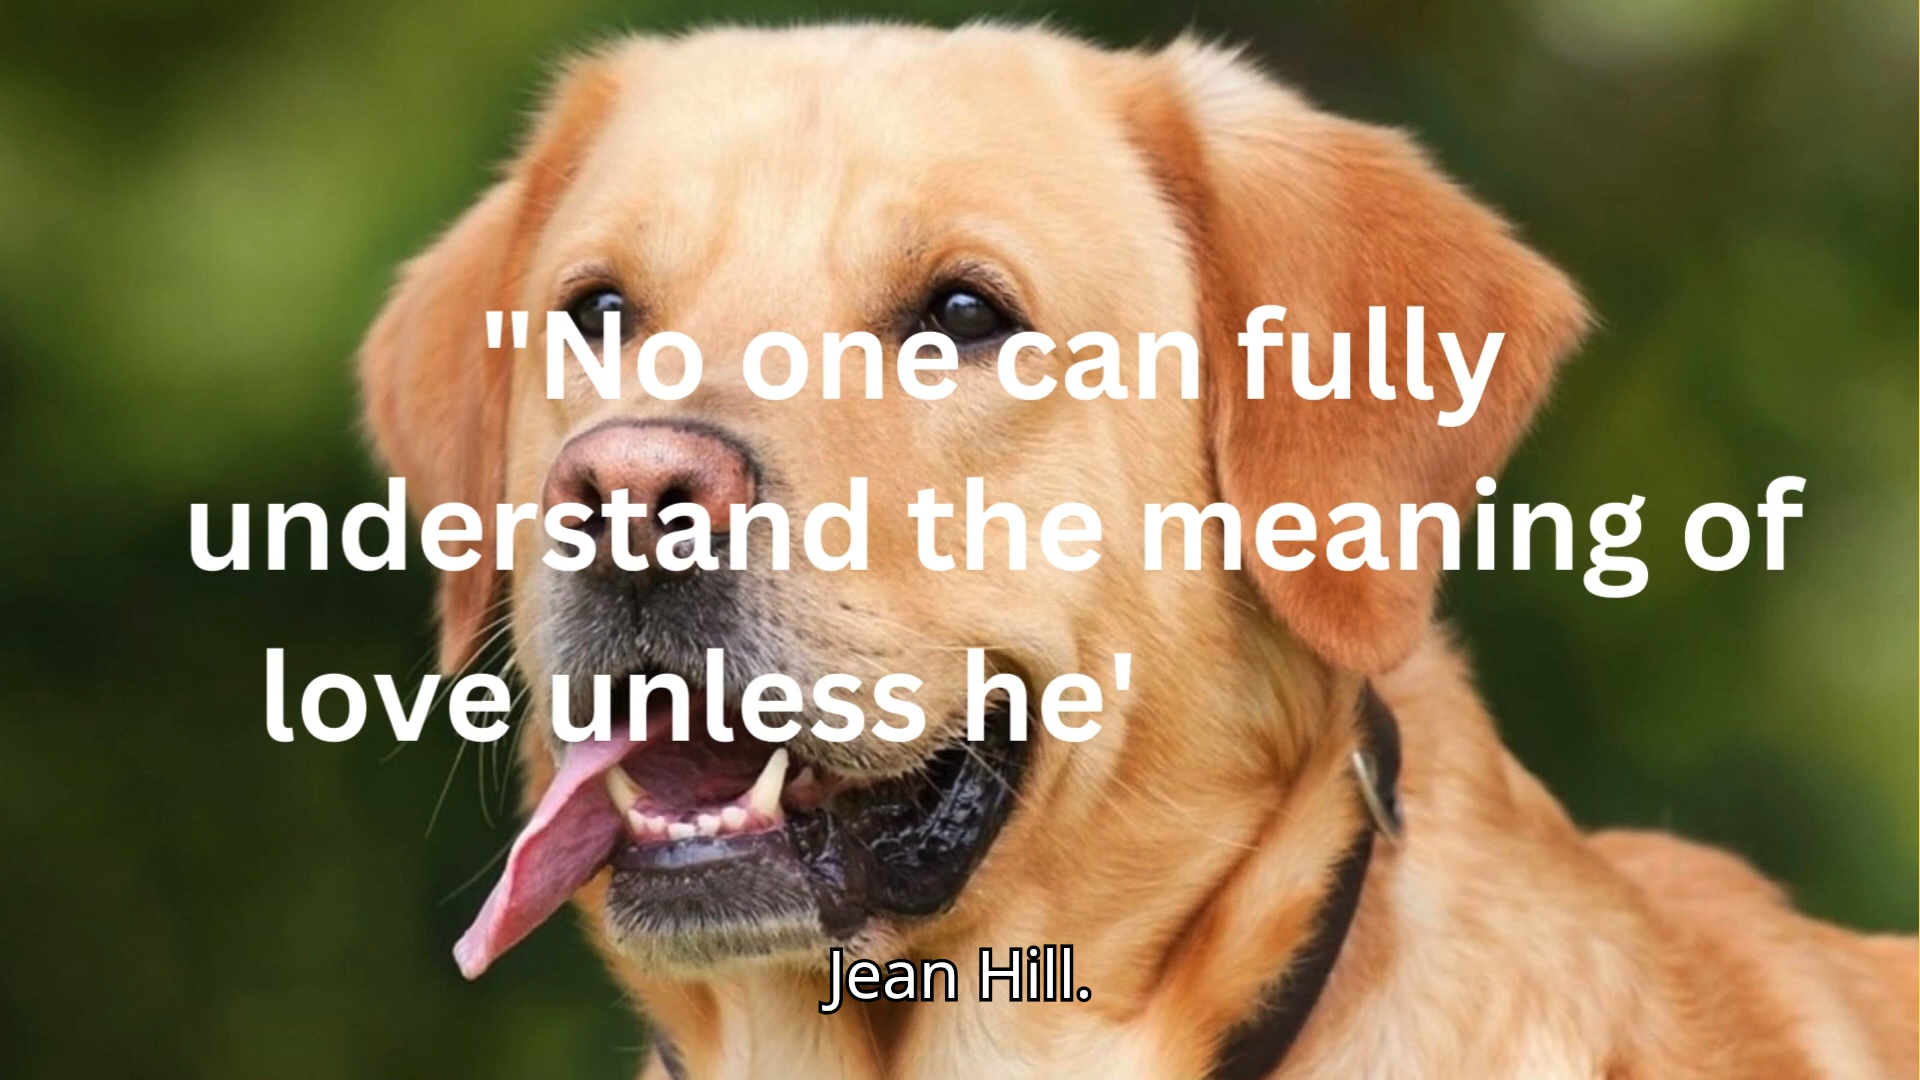 "No one can fully
understand the meaning of
love unless he'
Jean Hill.